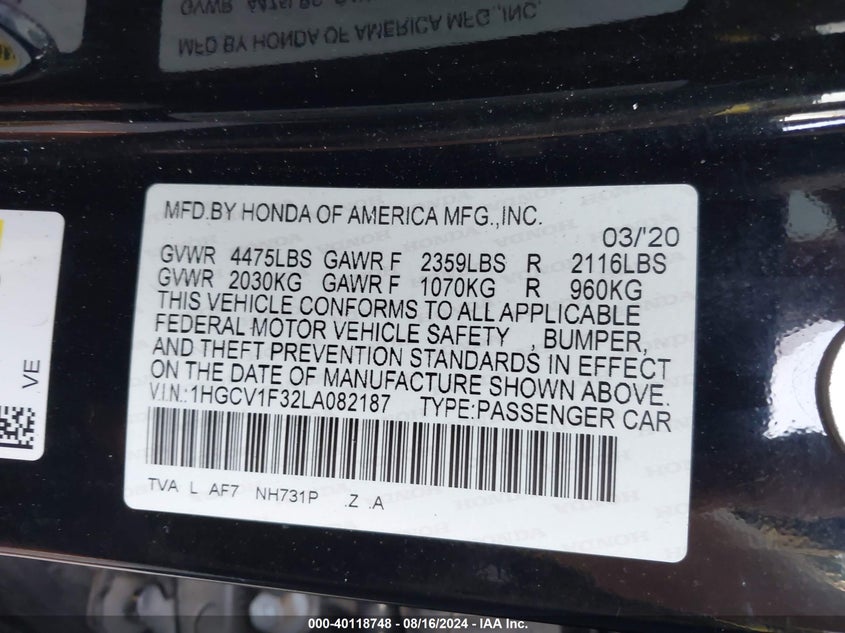 MFD.BY HONDA OF AMERICA MFG.,INC.
MFD.BY HONDA OF AMERICA MFG.,INC.
03/'20
GVWR 4475LBS GAWR F 2359LBS R 2116LBS
GVWR 2030KG GAWR F 1070KG R 960KG
THIS VEHICLE CONFORMS TO ALL APPLICABLE
FEDERAL MOTOR VEHICLE SAFETY , BUMPER,
AND THEFT PREVENTION STANDARDS IN EFFECT
ON THE DATE OF MANUFACTURE SHOWN ABOVE.
V.I.N.:1HGCV1F32LA082187 TYPE:PASSENGER CAR
TVA L AF7 NH731P .Z .A
VE
000-40118748 - 08/16/2024 - IAA Inc.